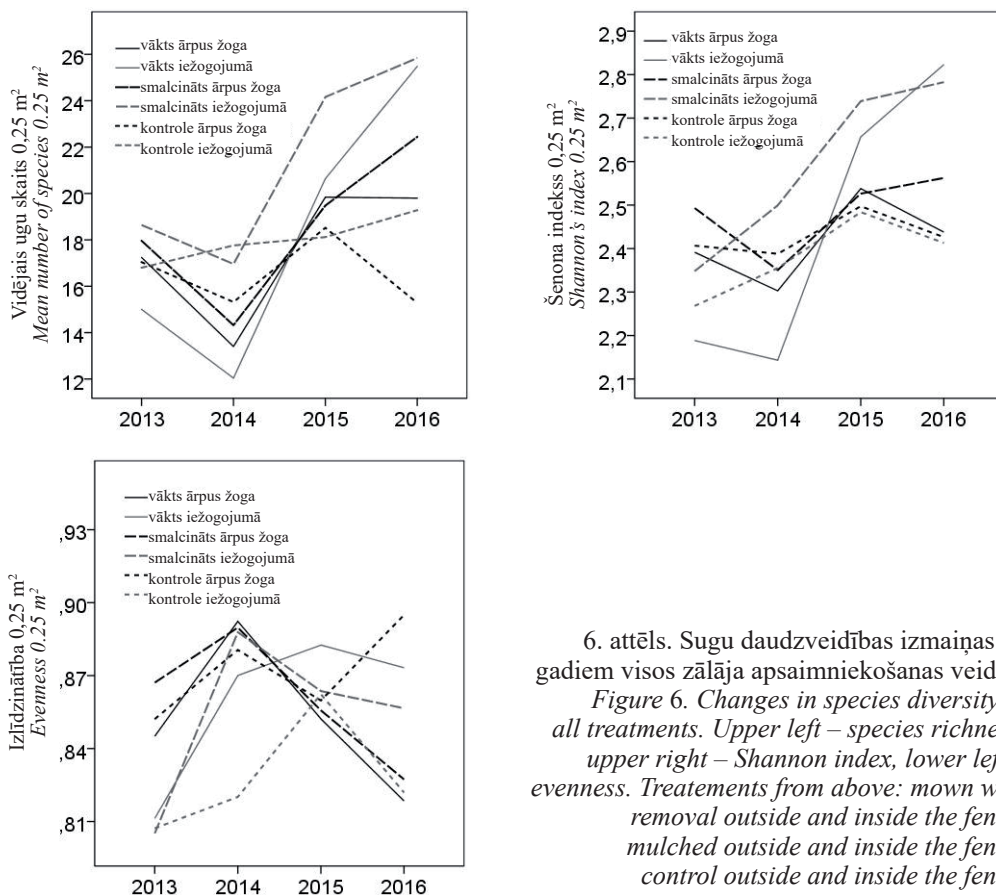 Vidējais ugu skaits 0,25 m²
Mean number of species 0.25 m²
26
24
22
20
18
16
14
12
vākts ārpus žoga
vākts iežogojumā
smalcināts ārpus žoga
smalcināts iežogojumā
kontrole ārpus žoga
kontrole iežogojumā
2013 2014 2015 2016
Šenona indekss 0,25 m²
Shannon's index 0.25 m²
2,9
2,8
2,7
2,6
2,5
2,4
2,3
2,2
2,1
vākts ārpus žoga
vākts iežogojumā
smalcināts ārpus žoga
smalcināts iežogojumā
kontrole ārpus žoga
kontrole iežogojumā
2013 2014 2015 2016
Izlīdzinātība 0,25 m²
Evenness 0.25 m²
,93
,90
,87
,84
,81
vākts ārpus žoga
vākts iežogojumā
smalcināts ārpus žoga
smalcināts iežogojumā
kontrole ārpus žoga
kontrole iežogojumā
2013 2014 2015 2016
6. attēls. Sugu daudzveidības izmaiņas
gadiem visos zālāja apsaimniekošanas veid
Figure 6. Changes in species diversity
all treatments. Upper left – species richne
upper right – Shannon index, lower lef
evenness. Treatements from above: mown w
removal outside and inside the fen
mulched outside and inside the fen
control outside and inside the fen